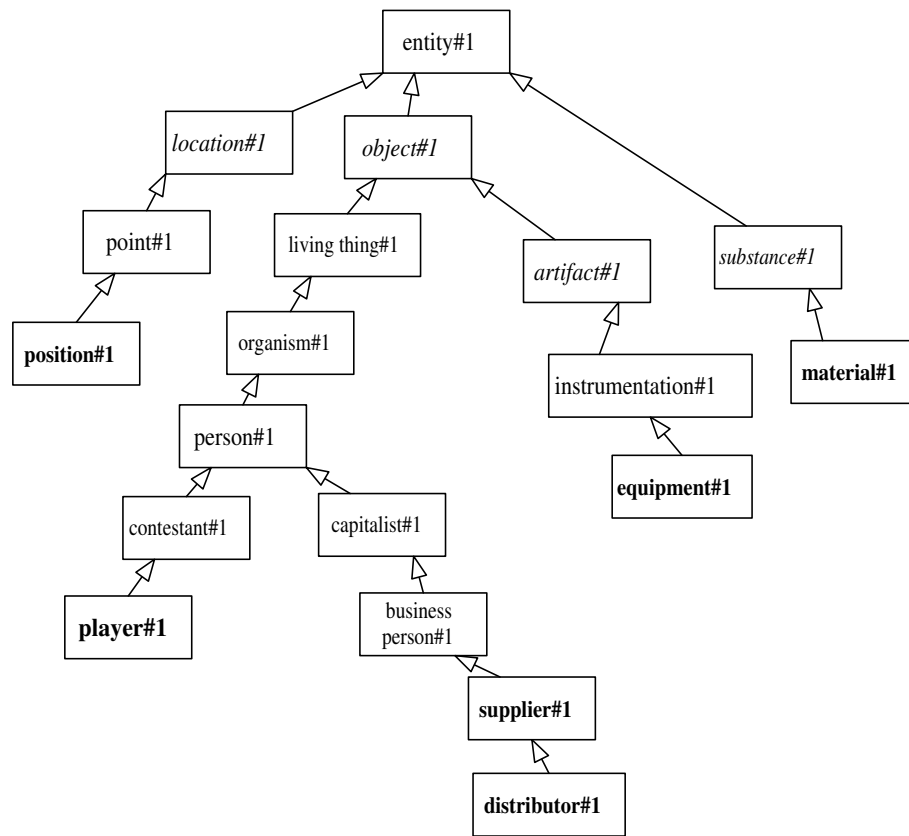 entity#1
location#1
object#1
point#1
living thing#1
artifact#1
substance#1
position#1
organism#1
instrumentation#1
material#1
person#1
equipment#1
contestant#1
capitalist#1
player#1
business
person#1
supplier#1
distributor#1